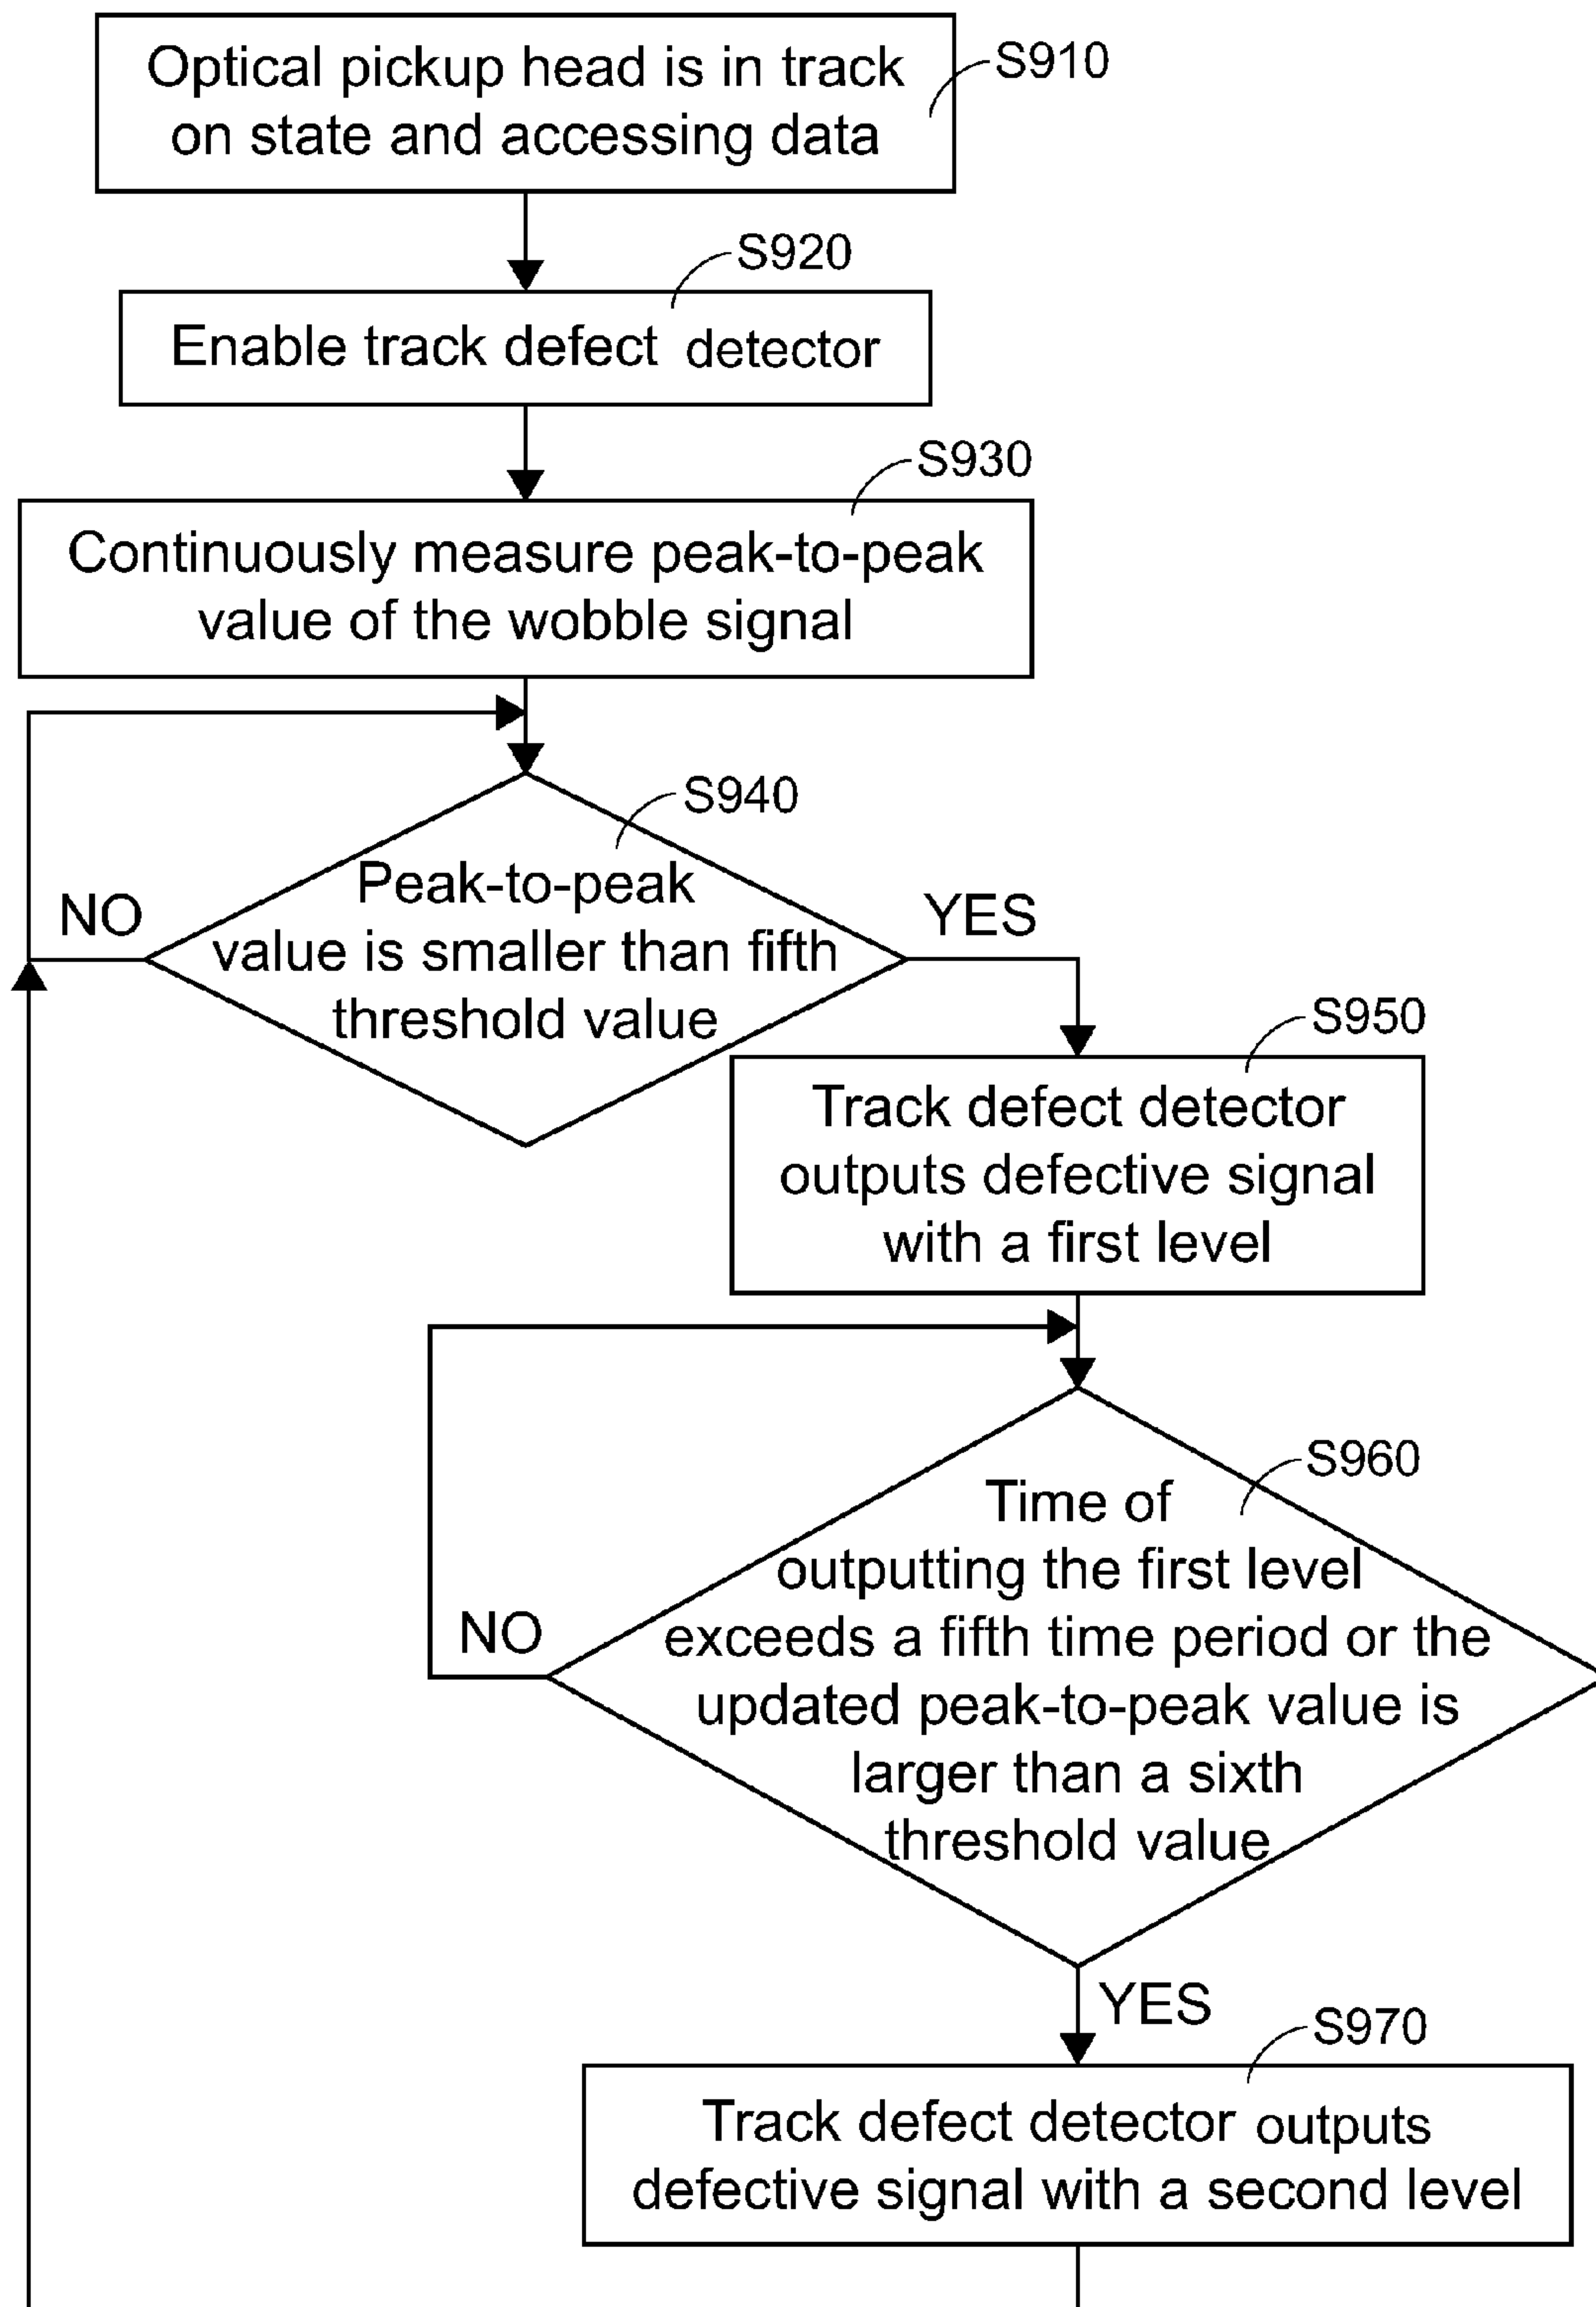 Optical pickup head is in track
on state and accessing data
S910
S920
Enable track defect detector
S930
Continuously measure peak-to-peak
value of the wobble signal
S940
Peak-to-peak
value is smaller than fifth
threshold value
NO
YES
S950
Track defect detector
outputs defective signal
with a first level
S960
Time of
outputting the first level
exceeds a fifth time period or the
updated peak-to-peak value is
larger than a sixth
threshold value
NO
YES
S970
Track defect detector outputs
defective signal with a second level